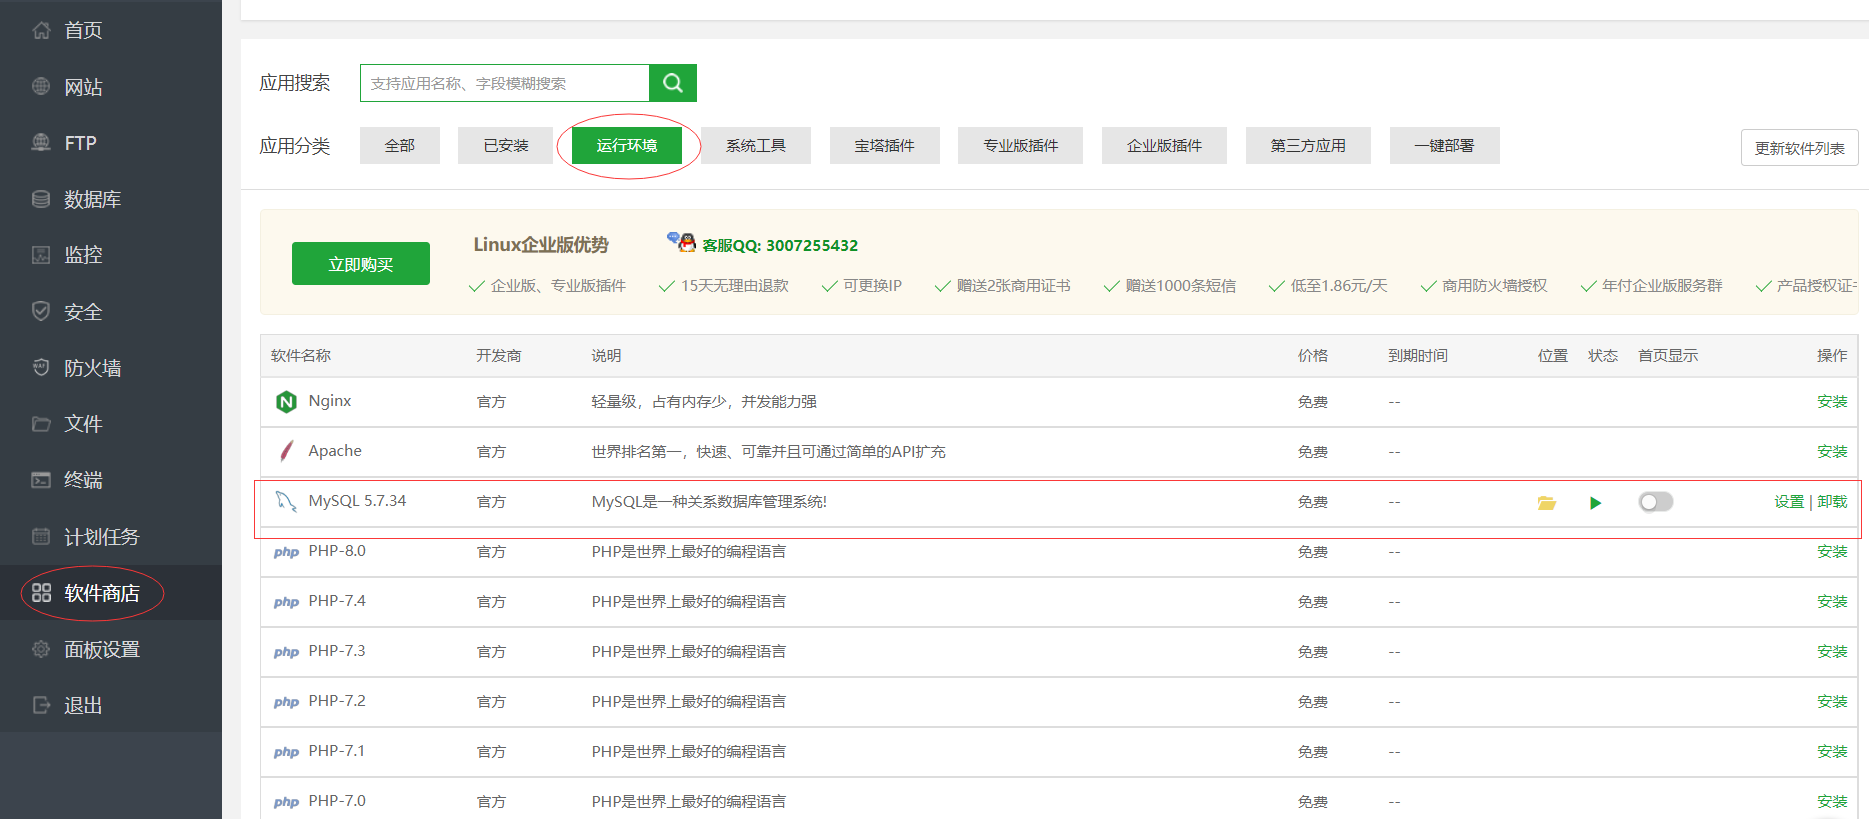 首页
网站
FTP
数据库
监控
安全
防火墙
文件
终端
计划任务
软件商店
面板设置
退出
应用搜索 支持应用名称、字段模糊搜索
应用分类 全部 已安装 运行环境 系统工具 宝塔插件 专业版插件 企业版插件 第三方应用 一键部署 更新软件列表
立即购买
Linux企业版优势 客服QQ: 3007255432
企业版、专业版插件 15天无理由退款 可更换IP 赠送2张商用证书 赠送1000条短信 低至1.86元/天 商用防火墙授权 年付企业版服务群 产品授权证
软件名称 开发商 说明 价格 到期时间 位置 状态 首页显示 操作
Nginx 官方 轻量级，占有内存少，并发能力强 免费 -- 安装
Apache 官方 世界排名第一，快速、可靠并且可通过简单的API扩充 免费 -- 安装
MySQL 5.7.34 官方 MySQL是一种关系数据库管理系统! 免费 -- 设置 | 卸载
php PHP-8.0 官方 PHP是世界上最好的编程语言 免费 -- 安装
php PHP-7.4 官方 PHP是世界上最好的编程语言 免费 -- 安装
php PHP-7.3 官方 PHP是世界上最好的编程语言 免费 -- 安装
php PHP-7.2 官方 PHP是世界上最好的编程语言 免费 -- 安装
php PHP-7.1 官方 PHP是世界上最好的编程语言 免费 -- 安装
php PHP-7.0 官方 PHP是世界上最好的编程语言 免费 -- 安装